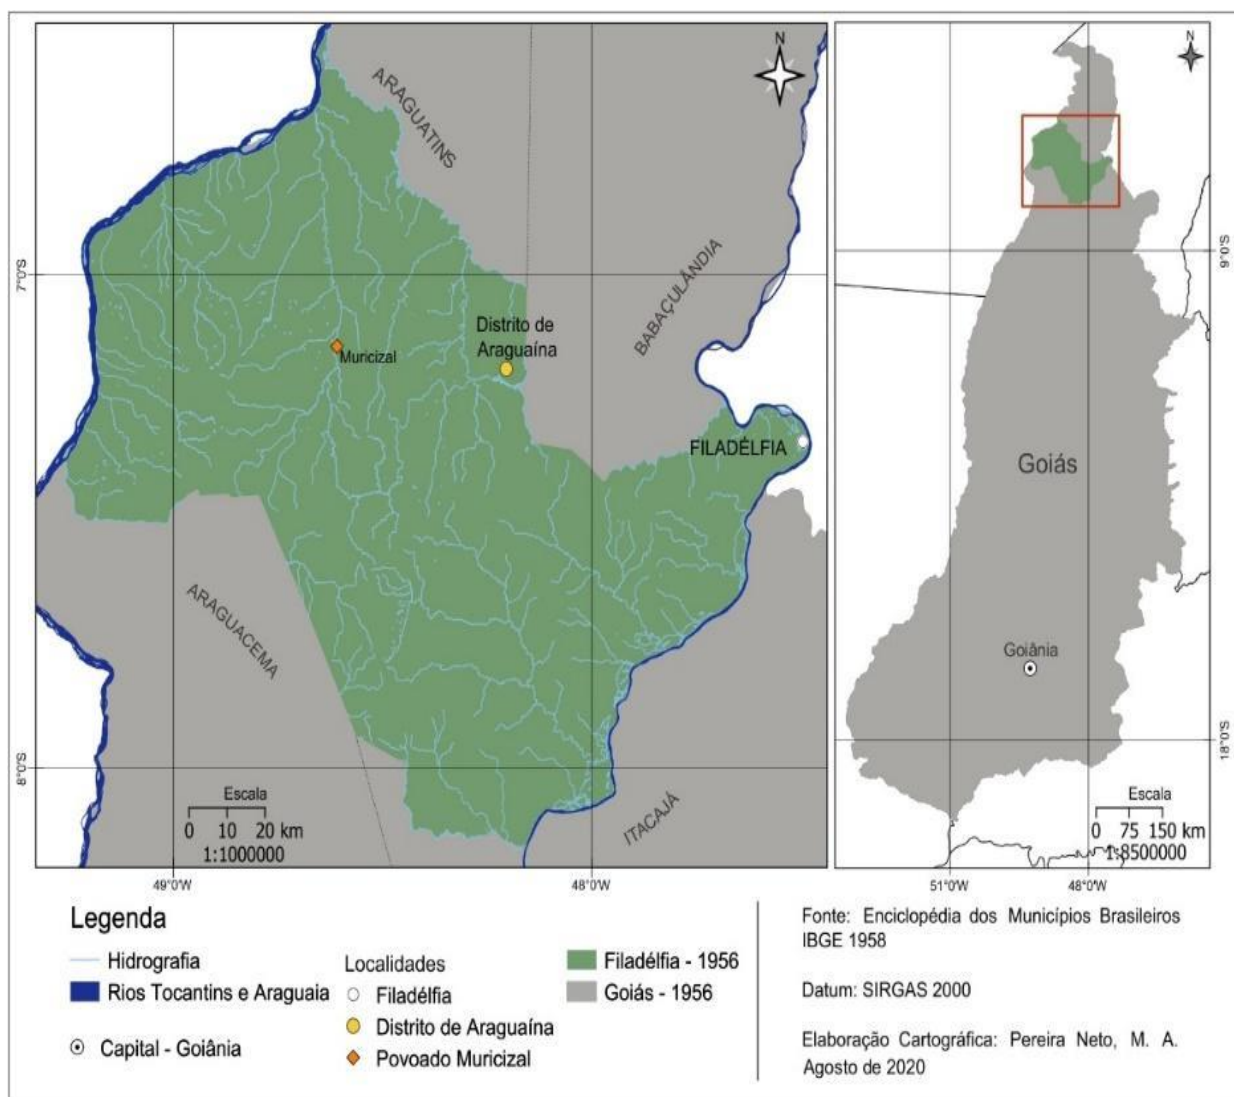 N
ARAGUATINS
7°0'S
BABAÇULÂNDIA
Distrito de
Araguaína
Muricizal
FILADÉLFIA
ARAGUACEMA
8°0'S
ITACAJÁ
Escala
0 10 20 km
1:1000000
49°0'W
48°0'W
N
9°0'S
Goiás
Goiânia
18°0'S
Escala
0 75 150 km
1:8500000
51°0'W
48°0'W
Legenda
Hidrografia
Rios Tocantins e Araguaia
Capital - Goiânia
Localidades
Filadélfia
Distrito de Araguaína
Povoado Muricizal
Filadélfia - 1956
Goiás - 1956
Fonte: Enciclopédia dos Municípios Brasileiros
IBGE 1958
Datum: SIRGAS 2000
Elaboração Cartográfica: Pereira Neto, M. A.
Agosto de 2020